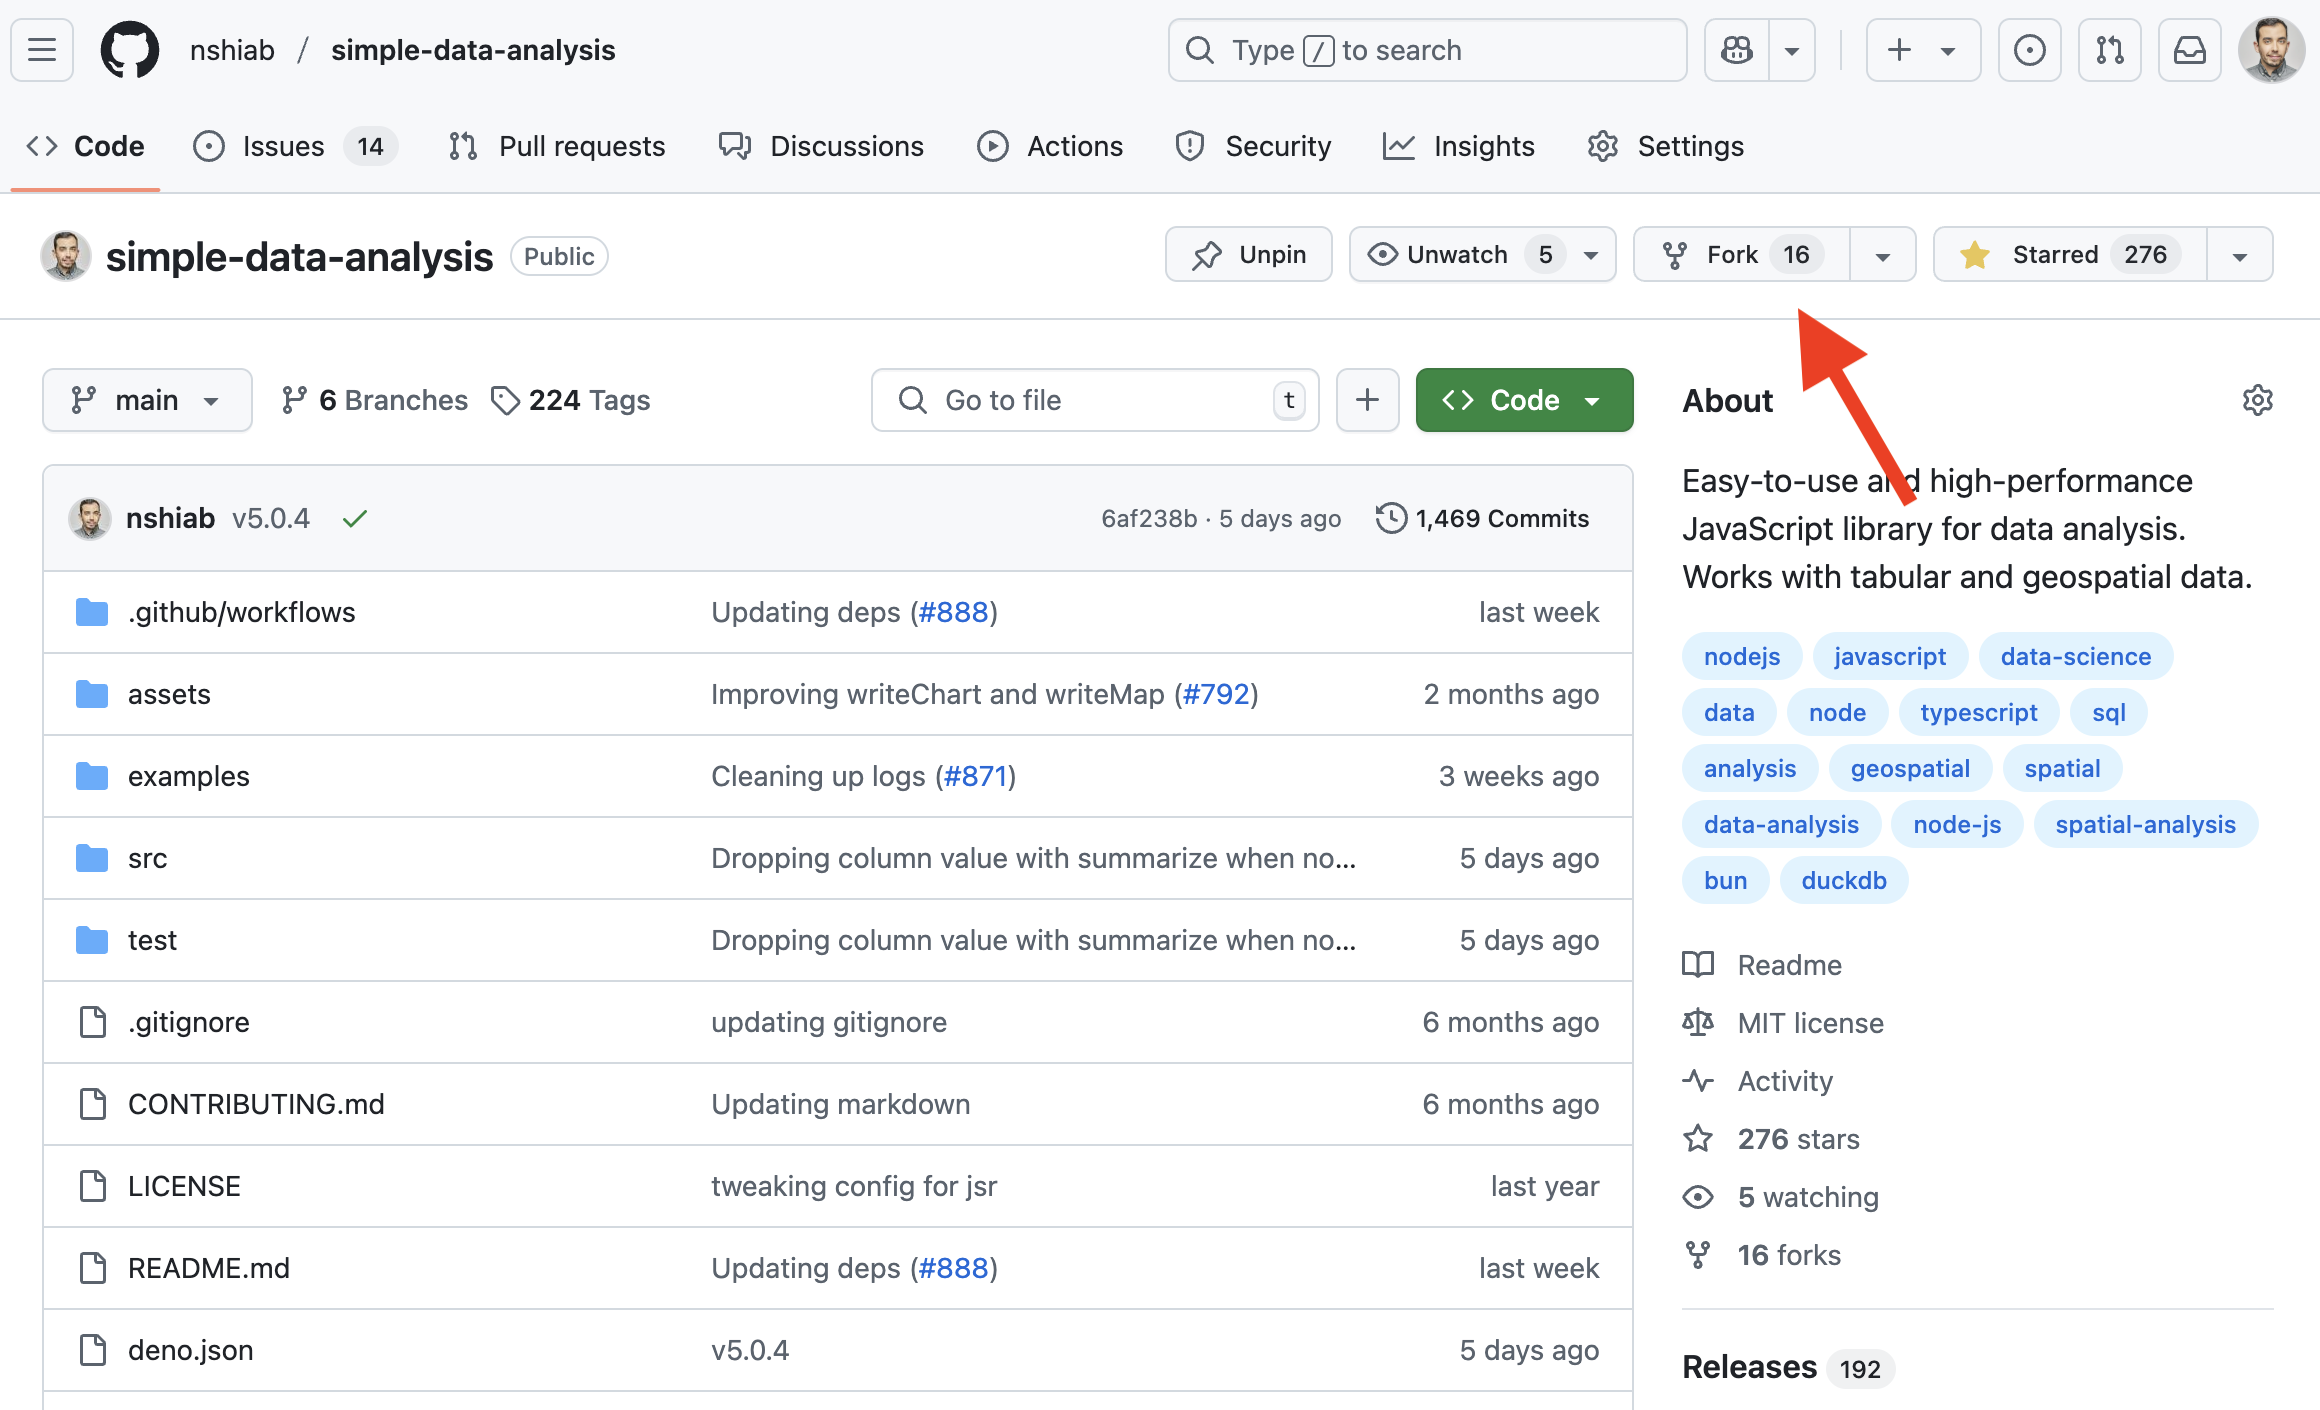 nshiab / simple-data-analysis
Type / to search
Code Issues 14 Pull requests Discussions Actions Security Insights Settings
simple-data-analysis Public
Unpin Unwatch 5 Fork 16 Starred 276
main 6 Branches 224 Tags
Go to file t
Code
nshiab v5.0.4 6af238b · 5 days ago 1,469 Commits
.github/workflows Updating deps (#888) last week
assets Improving writeChart and writeMap (#792) 2 months ago
examples Cleaning up logs (#871) 3 weeks ago
src Dropping column value with summarize when no... 5 days ago
test Dropping column value with summarize when no... 5 days ago
.gitignore updating gitignore 6 months ago
CONTRIBUTING.md Updating markdown 6 months ago
LICENSE tweaking config for jsr last year
README.md Updating deps (#888) last week
deno.json v5.0.4 5 days ago
About
Easy-to-use and high-performance
JavaScript library for data analysis.
Works with tabular and geospatial data.
nodejs javascript data-science
data node typescript sql
analysis geospatial spatial
data-analysis node-js spatial-analysis
bun duckdb
Readme
MIT license
Activity
276 stars
5 watching
16 forks
Releases 192